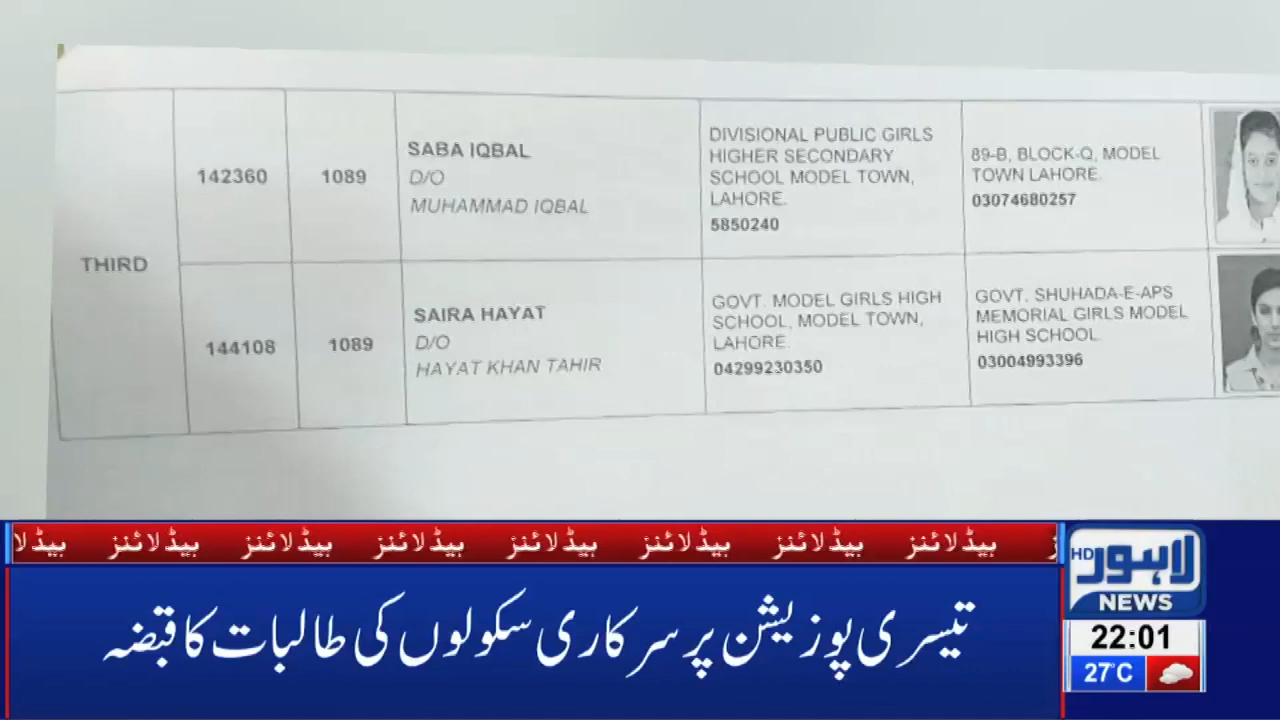 THIRD
142360
1089
SABA IQBAL
D/O
MUHAMMAD IQBAL
DIVISIONAL PUBLIC GIRLS
HIGHER SECONDARY
SCHOOL MODEL TOWN,
LAHORE.
5850240
89-B, BLOCK-Q, MODEL
TOWN LAHORE.
03074680257
144108
1089
SAIRA HAYAT
D/O
HAYAT KHAN TAHIR
GOVT. MODEL GIRLS HIGH
SCHOOL, MODEL TOWN,
LAHORE.
04299230350
GOVT. SHUHADA-E-APS
MEMORIAL GIRLS MODEL
HIGH SCHOOL
03004993396
ہیڈلائنز ہیڈلائنز ہیڈلائنز ہیڈلائنز ہیڈلائنز ہیڈلائنز ہیڈلائنز ہیڈلا
تیسری پوزیشن پر سرکاری سکولوں کی طالبات کا قبضہ
HD لاہور
NEWS
22:01
27°C